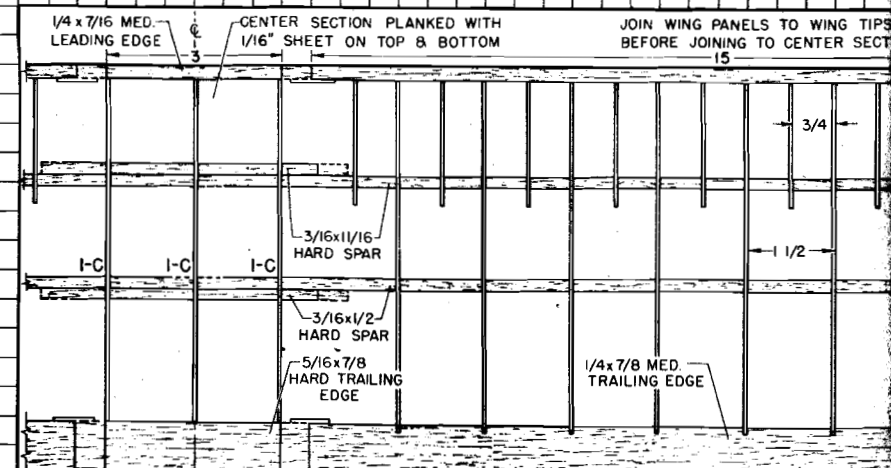 1/4 x 7/16 MED.
LEADING EDGE
℄
CENTER SECTION PLANKED WITH
1/16" SHEET ON TOP & BOTTOM
JOIN WING PANELS TO WING TIPS
BEFORE JOINING TO CENTER SECT
3
15
3/4
3/16x11/16
HARD SPAR
1-C
1-C
1-C
1 1/2
3/16x1/2
HARD SPAR
5/16x7/8
HARD TRAILING
EDGE
1/4x7/8 MED.
TRAILING EDGE